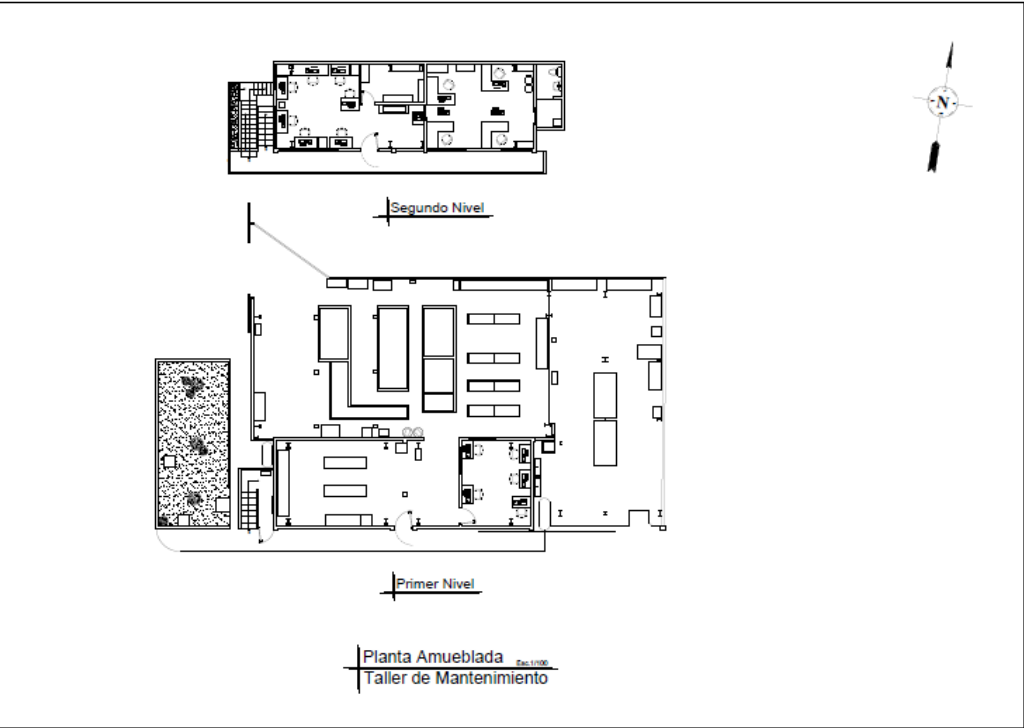 N
Segundo Nivel
Primer Nivel
Planta Amueblada Esc.1/100
Taller de Mantenimiento